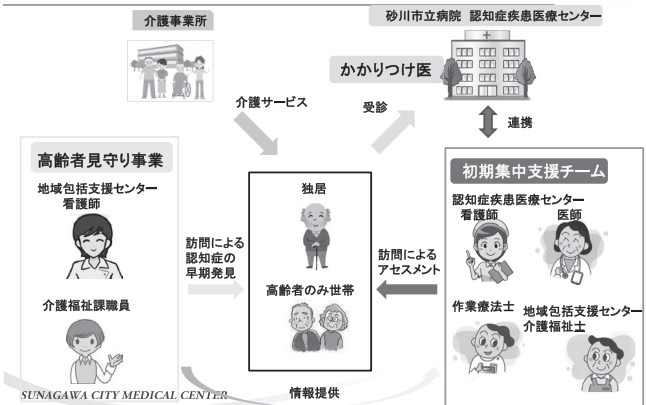 介護事業所
砂川市立病院 認知症疾患医療センター
かかりつけ医
介護サービス
受診
連携
高齢者見守り事業
地域包括支援センター
看護師
介護福祉課職員
訪問による
認知症の
早期発見
独居
高齢者のみ世帯
訪問による
アセスメント
初期集中支援チーム
認知症疾患医療センター
看護師
医師
作業療法士
地域包括支援センター
介護福祉士
情報提供
SUNAGAWA CITY MEDICAL CENTER